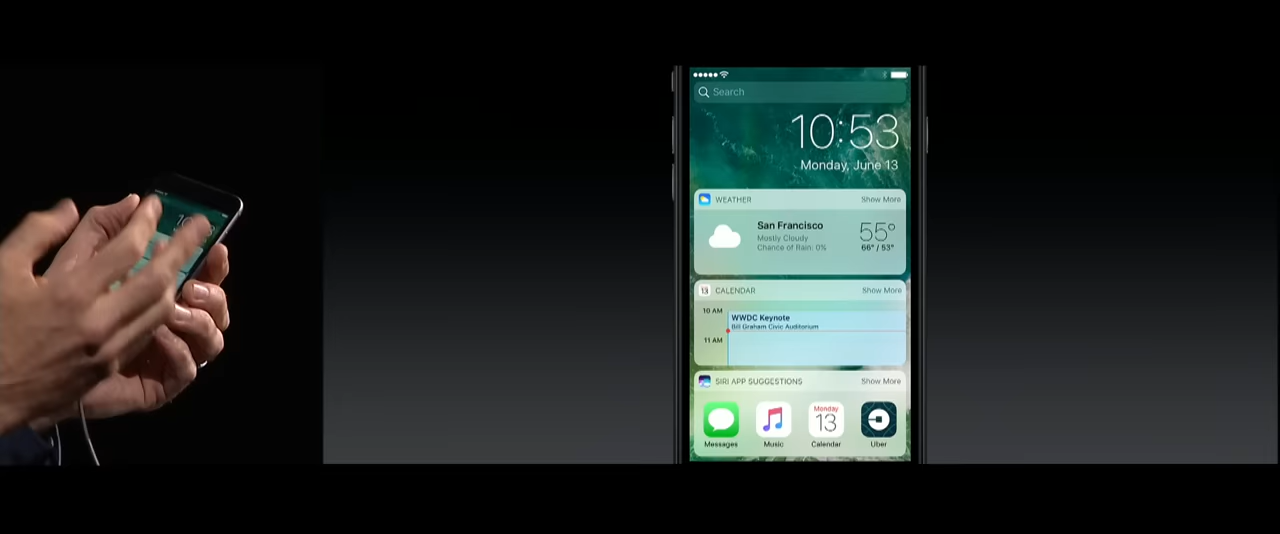 Search
10:53
Monday, June 13
WEATHER Show More
San Francisco
Mostly Cloudy
Chance of Rain: 0%
55°
66° / 53°
13 CALENDAR Show More
10 AM
WWDC Keynote
Bill Graham Civic Auditorium
11 AM
SIRI APP SUGGESTIONS Show More
Monday
13
Messages Music Calendar Uber